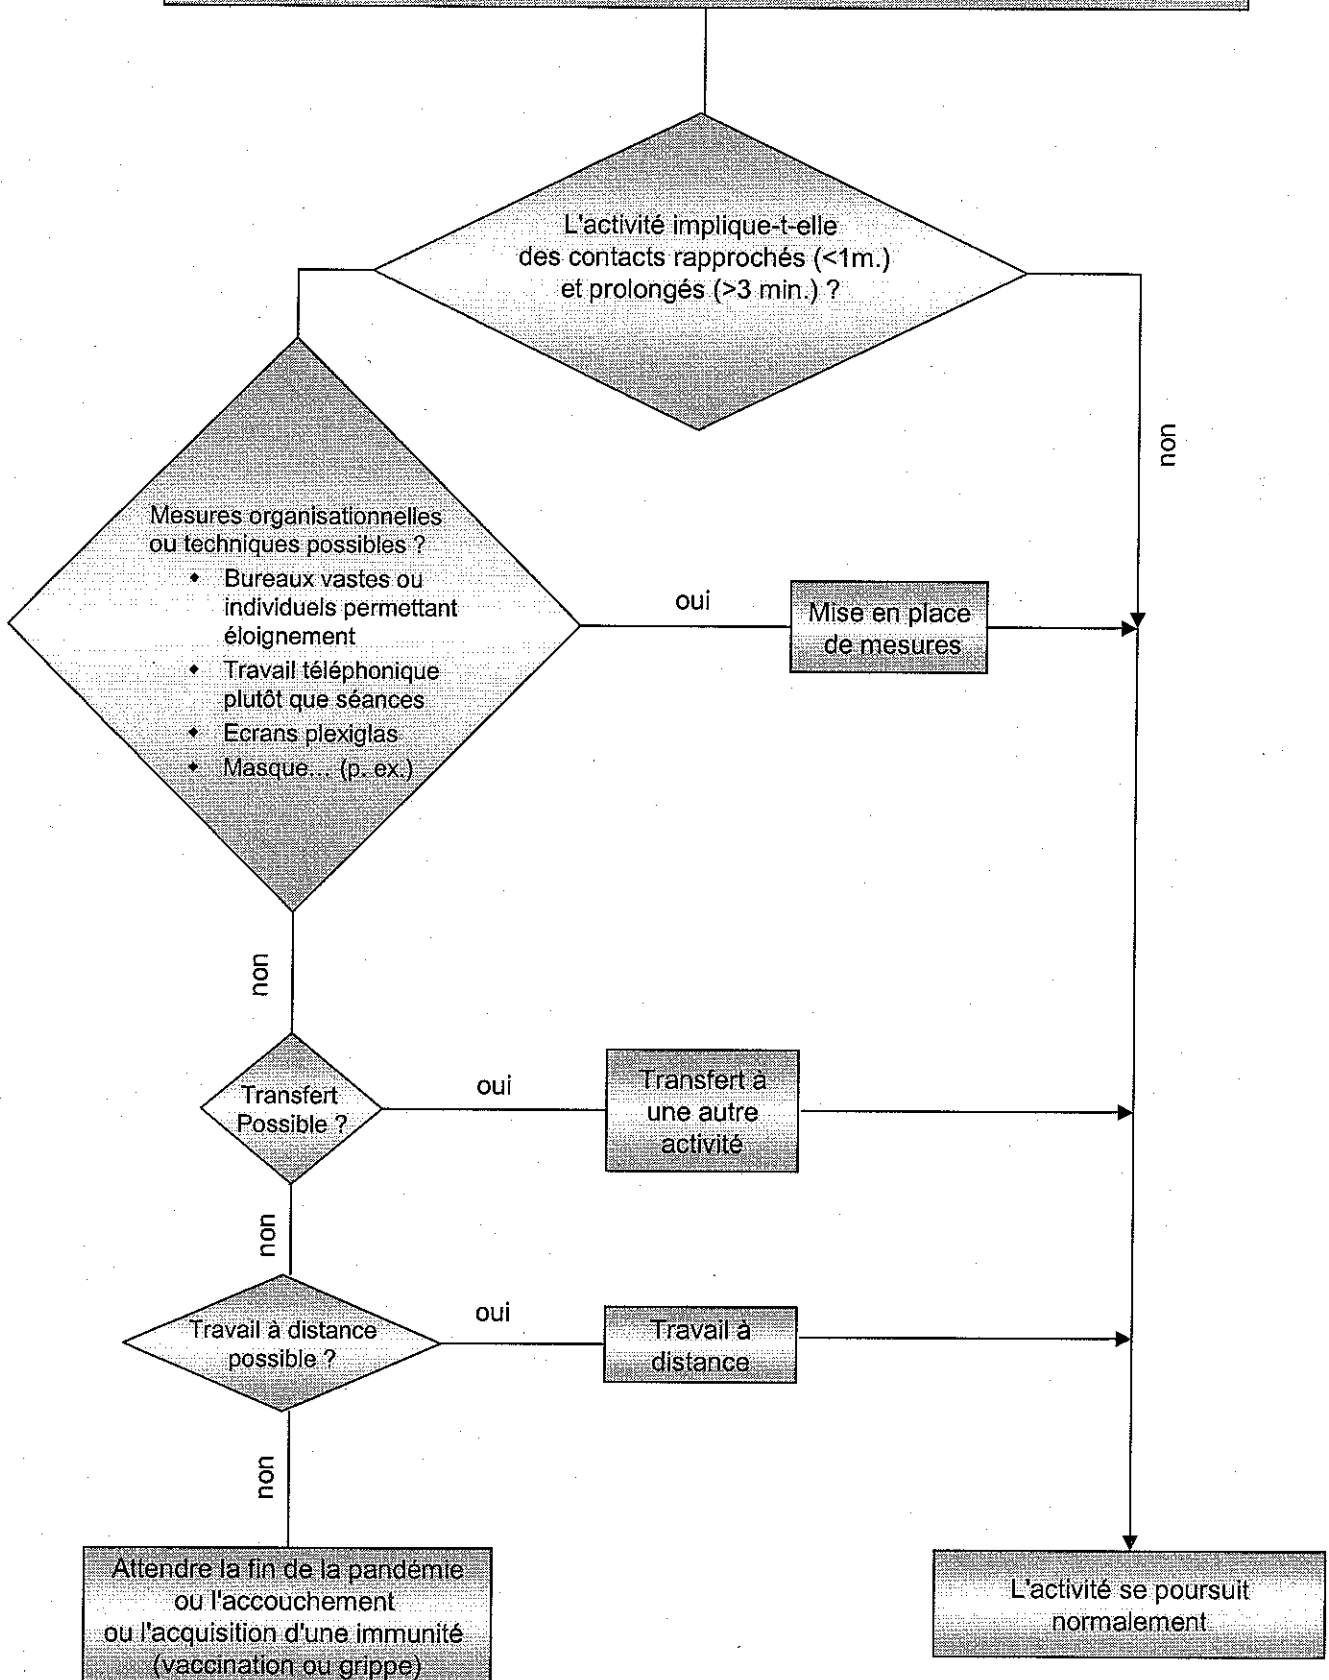 L'activité implique-t-elle
des contacts rapprochés (<1m.)
et prolongés (>3 min.) ?
non
Mesures organisationnelles
ou techniques possibles ?
• Bureaux vastes ou
individuels permettant
éloignement
• Travail téléphonique
plutôt que séances
• Ecrans plexiglas
• Masque... (p. ex.)
oui
Mise en place
de mesures
non
Transfert
Possible ?
oui
Transfert à
une autre
activité
non
Travail à distance
possible ?
oui
Travail à
distance
non
Attendre la fin de la pandémie
ou l'accouchement
ou l'acquisition d'une immunité
(vaccination ou grippe)
L'activité se poursuit
normalement